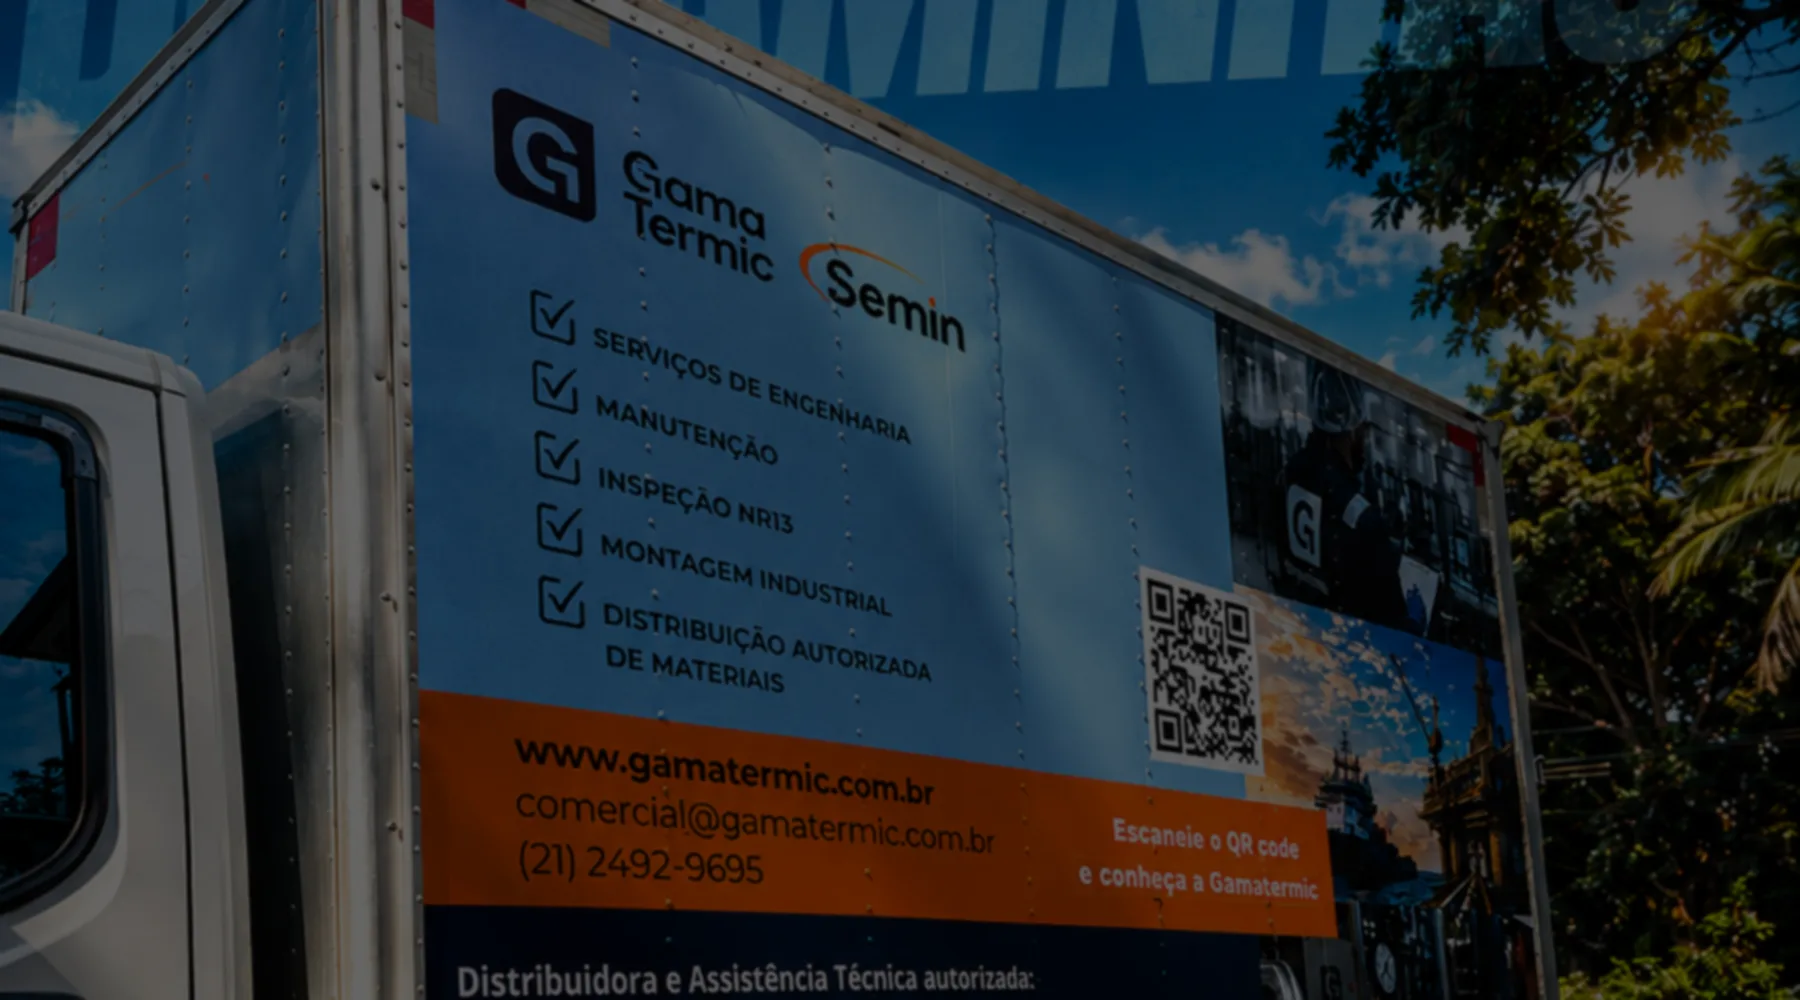 Gama
Termic
Semin
SERVIÇOS DE ENGENHARIA
MANUTENÇÃO
INSPEÇÃO NR13
MONTAGEM INDUSTRIAL
DISTRIBUIÇÃO AUTORIZADA
DE MATERIAIS
www.gamatermic.com.br
comercial@gamatermic.com.br
(21) 2492-9695
Escaneie o QR code
e conheça a Gamatermic
Distribuidora e Assistência Técnica autorizada: